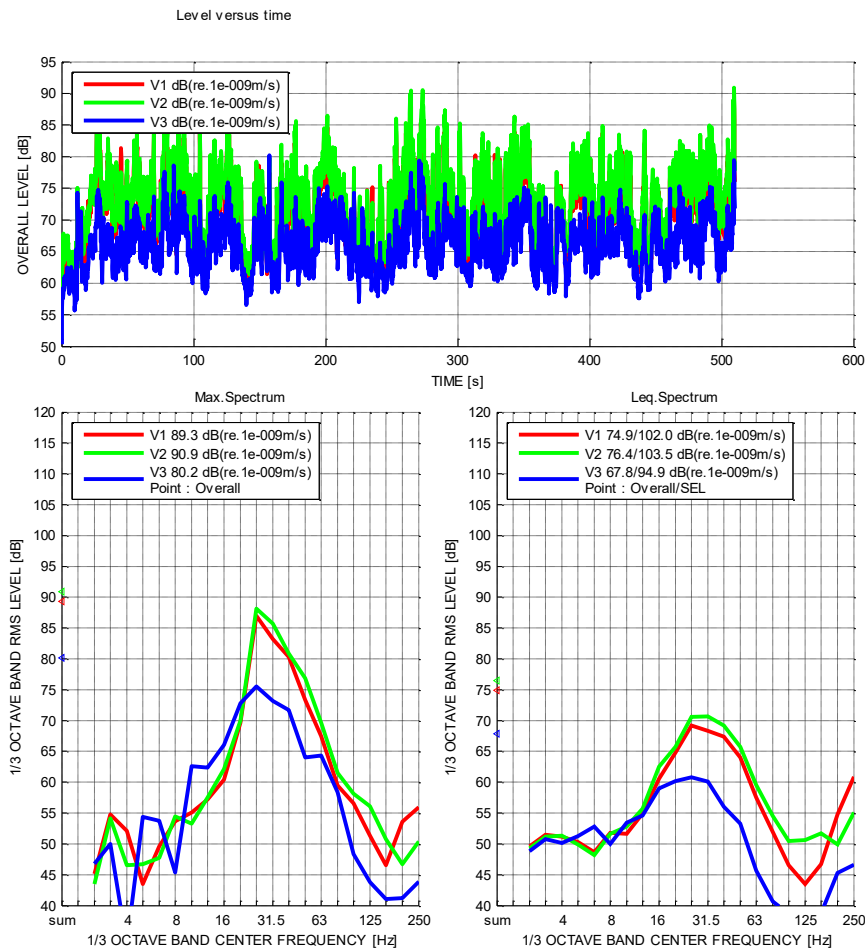 Level versus time
95
90
85
80
75
70
65
60
55
50
OVERALL LEVEL [dB]
V1 dB(re.1e-009m/s)
V2 dB(re.1e-009m/s)
V3 dB(re.1e-009m/s)
0 100 200 300 400 500 600
TIME [s]
Max.Spectrum
120
115
110
105
100
95
90
85
80
75
70
65
60
55
50
45
40
1/3 OCTAVE BAND RMS LEVEL [dB]
V1 89.3 dB(re.1e-009m/s)
V2 90.9 dB(re.1e-009m/s)
V3 80.2 dB(re.1e-009m/s)
Point : Overall
sum 4 8 16 31.5 63 125 250
1/3 OCTAVE BAND CENTER FREQUENCY [Hz]
Leq.Spectrum
120
115
110
105
100
95
90
85
80
75
70
65
60
55
50
45
40
1/3 OCTAVE BAND RMS LEVEL [dB]
V1 74.9/102.0 dB(re.1e-009m/s)
V2 76.4/103.5 dB(re.1e-009m/s)
V3 67.8/94.9 dB(re.1e-009m/s)
Point : Overall/SEL
sum 4 8 16 31.5 63 125 250
1/3 OCTAVE BAND CENTER FREQUENCY [Hz]